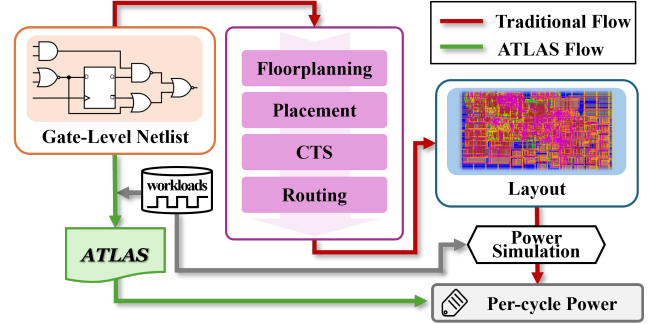 Traditional Flow
ATLAS Flow
Gate-Level Netlist
Floorplanning
Placement
CTS
Routing
Layout
workloads
ATLAS
Power
Simulation
Per-cycle Power